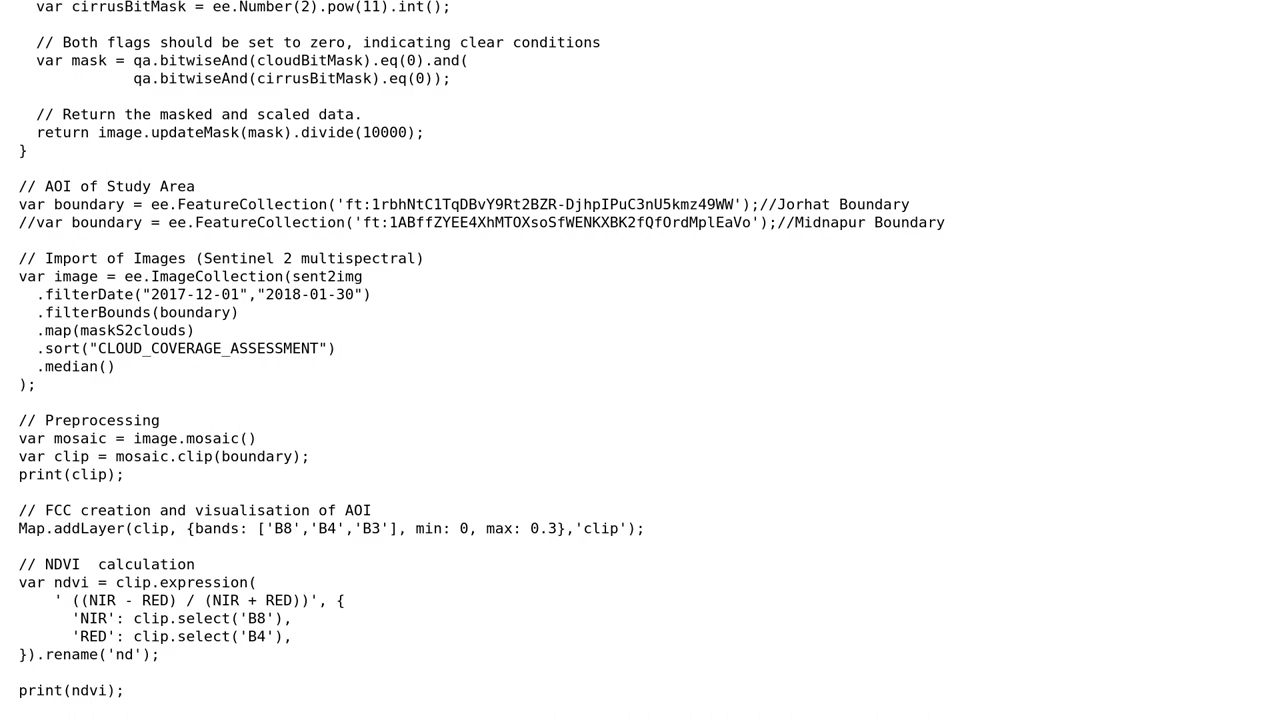 var cirrusBitMask = ee.Number(2).pow(11).int();
// Both flags should be set to zero, indicating clear conditions
var mask = qa.bitwiseAnd(cloudBitMask).eq(0).and(
qa.bitwiseAnd(cirrusBitMask).eq(0));
// Return the masked and scaled data.
return image.updateMask(mask).divide(10000);
}
// AOI of Study Area
var boundary = ee.FeatureCollection('ft:1rbhNtC1TqDBvY9Rt2BZR-DjhpIPuC3nU5kmz49WW');//Jorhat Boundary
//var boundary = ee.FeatureCollection('ft:1ABffZYEE4XhMTOXsoSfWENKXBK2fQfOrdMplEaVo');//Midnapur Boundary
// Import of Images (Sentinel 2 multispectral)
var image = ee.ImageCollection(sent2img
.filterDate("2017-12-01","2018-01-30")
.filterBounds(boundary)
.map(maskS2clouds)
.sort("CLOUD_COVERAGE_ASSESSMENT")
.median()
);
// Preprocessing
var mosaic = image.mosaic()
var clip = mosaic.clip(boundary);
print(clip);
// FCC creation and visualisation of AOI
Map.addLayer(clip, {bands: ['B8','B4','B3'], min: 0, max: 0.3},'clip');
// NDVI  calculation
var ndvi = clip.expression(
' ((NIR - RED) / (NIR + RED))', {
'NIR': clip.select('B8'),
'RED': clip.select('B4'),
}).rename('nd');
print(ndvi);